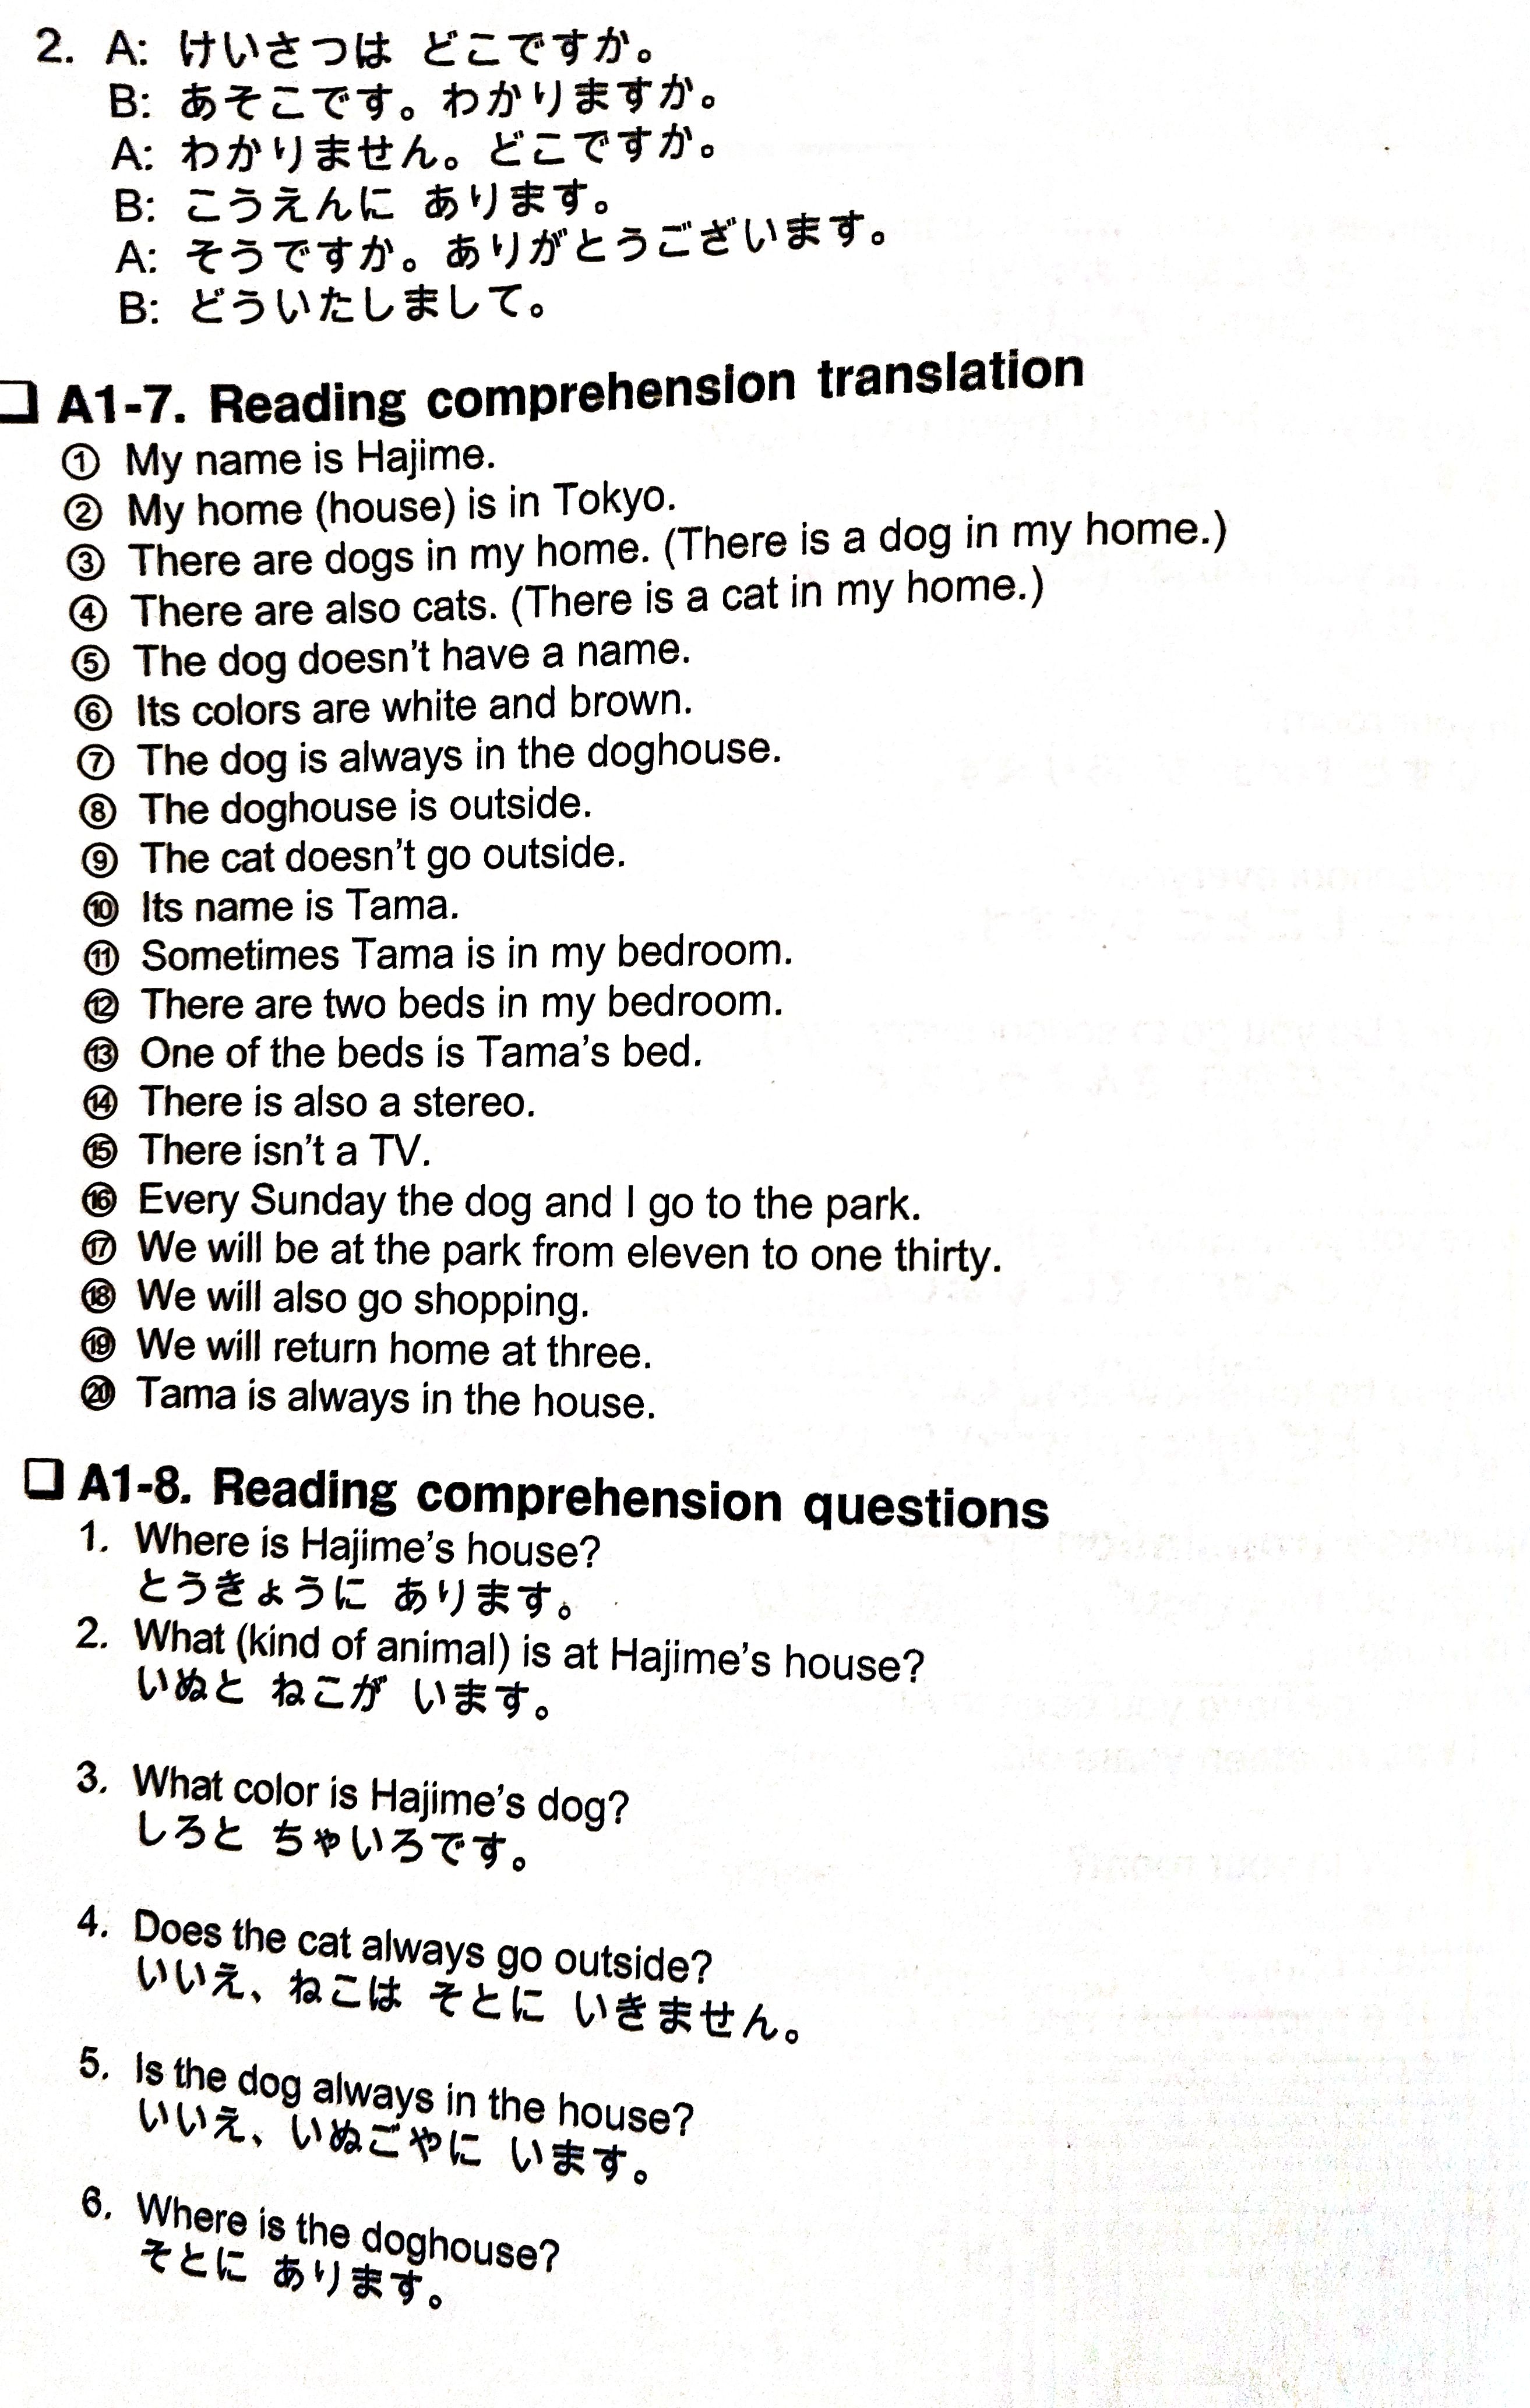 2. A: けいさつは どこですか。
B: あそこです。わかりますか。
A: わかりません。どこですか。
B: こうえんに あります。
A: そうですか。ありがとうございます。
B: どういたしまして。
❏ A1-7. Reading comprehension translation
① My name is Hajime.
② My home (house) is in Tokyo.
③ There are dogs in my home. (There is a dog in my home.)
④ There are also cats. (There is a cat in my home.)
⑤ The dog doesn't have a name.
⑥ Its colors are white and brown.
⑦ The dog is always in the doghouse.
⑧ The doghouse is outside.
⑨ The cat doesn't go outside.
⑩ Its name is Tama.
⑪ Sometimes Tama is in my bedroom.
⑫ There are two beds in my bedroom.
⑬ One of the beds is Tama's bed.
⑭ There is also a stereo.
⑮ There isn't a TV.
⑯ Every Sunday the dog and I go to the park.
⑰ We will be at the park from eleven to one thirty.
⑱ We will also go shopping.
⑲ We will return home at three.
⑳ Tama is always in the house.
❏ A1-8. Reading comprehension questions
1. Where is Hajime's house?
とうきょうに あります。
2. What (kind of animal) is at Hajime's house?
いぬと ねこが います。
3. What color is Hajime's dog?
しろと ちゃいろです。
4. Does the cat always go outside?
いいえ、ねこは そとに いきません。
5. Is the dog always in the house?
いいえ、いぬごやに います。
6. Where is the doghouse?
そとに あります。